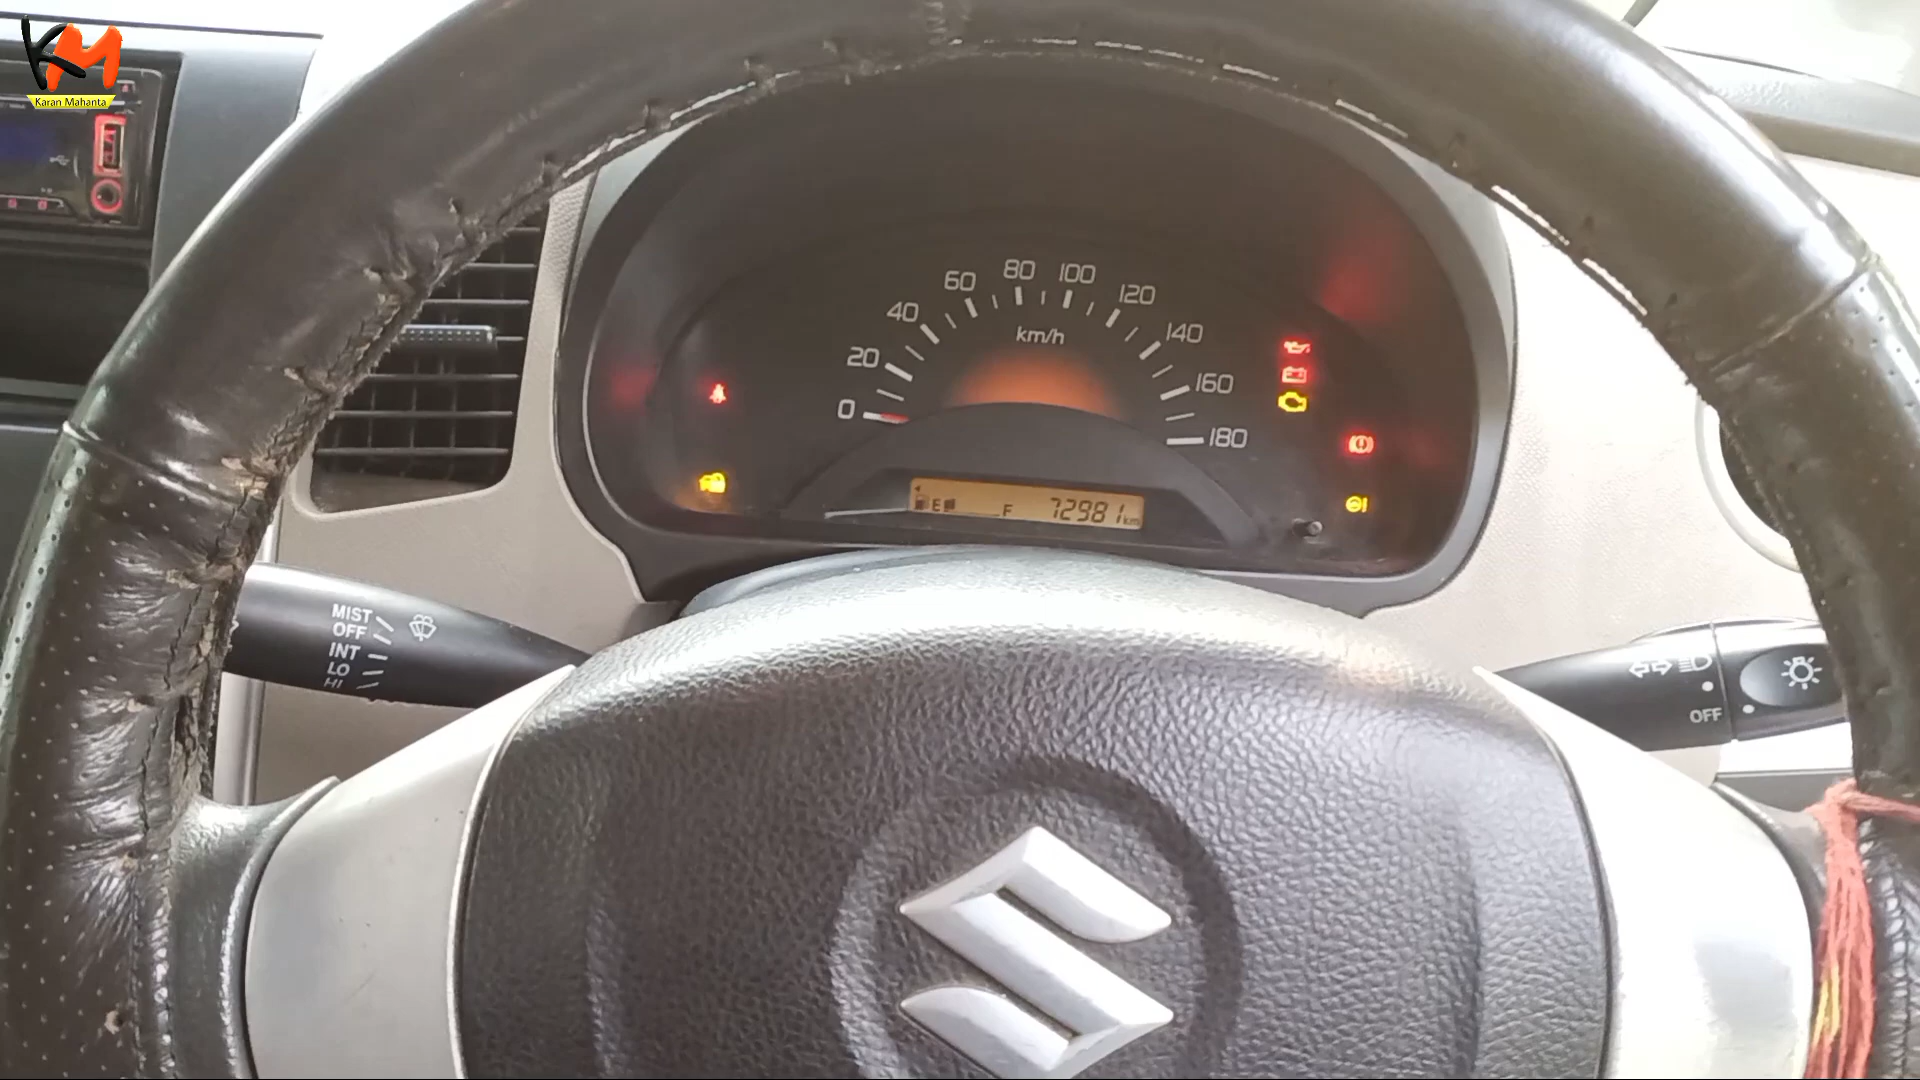 KM
Karan Mahanta
80 100
60 120
40 140
km/h
20 160
0 180
E F 72981 km
MIST
OFF
INT
LO
HI
OFF